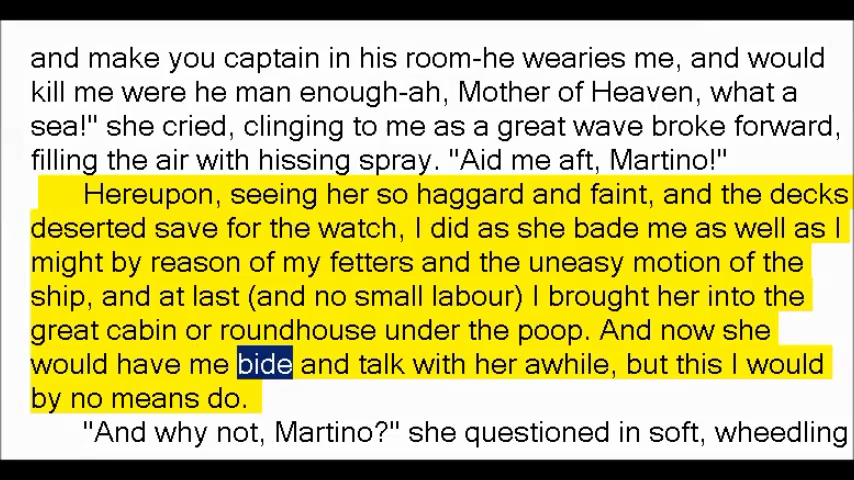 and make you captain in his room-he wearies me, and would
kill me were he man enough-ah, Mother of Heaven, what a
sea!" she cried, clinging to me as a great wave broke forward,
filling the air with hissing spray. "Aid me aft, Martino!"
Hereupon, seeing her so haggard and faint, and the decks
deserted save for the watch, I did as she bade me as well as I
might by reason of my fetters and the uneasy motion of the
ship, and at last (and no small labour) I brought her into the
great cabin or roundhouse under the poop. And now she
would have me bide and talk with her awhile, but this I would
by no means do.
"And why not, Martino?" she questioned in soft, wheedling